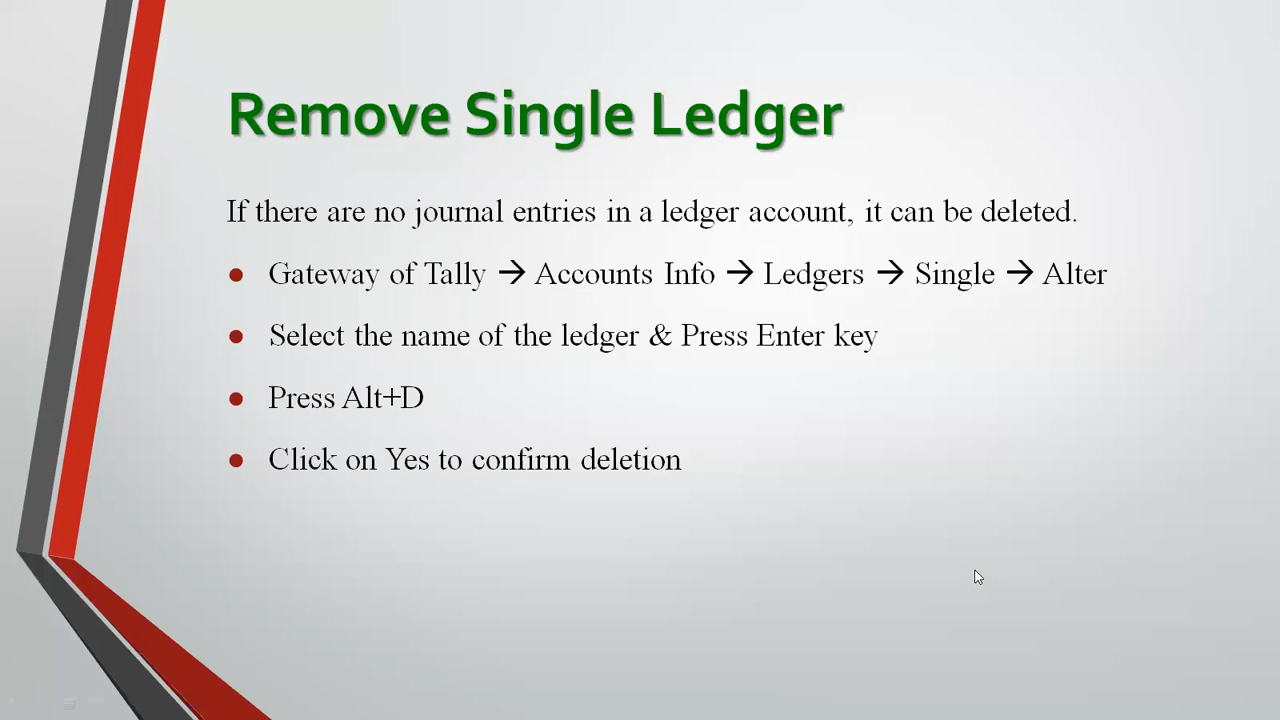 Remove Single Ledger
If there are no journal entries in a ledger account, it can be deleted.
● Gateway of Tally → Accounts Info → Ledgers → Single → Alter
● Select the name of the ledger & Press Enter key
● Press Alt+D
● Click on Yes to confirm deletion